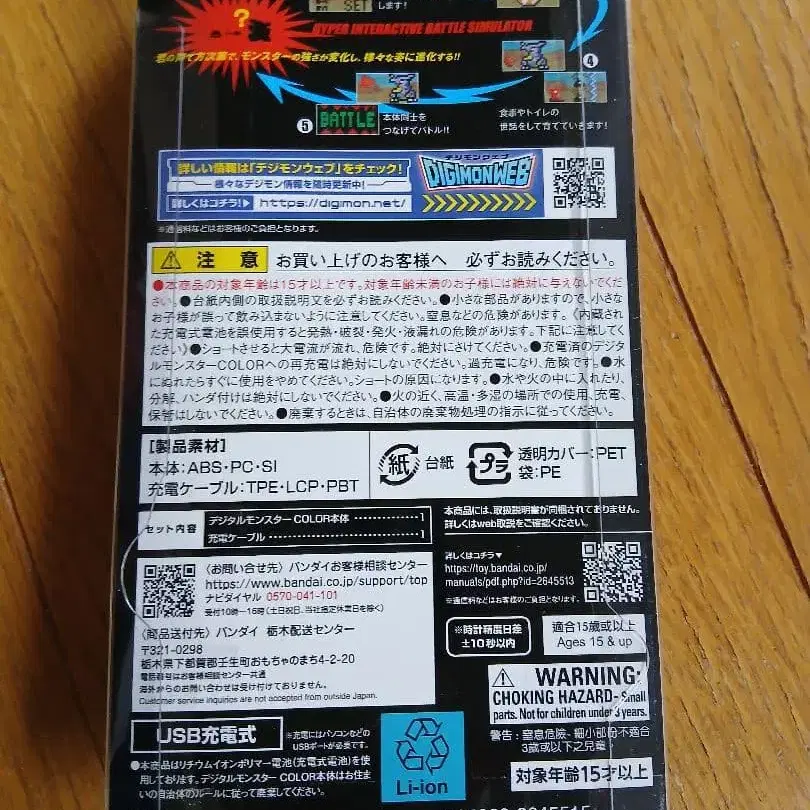 SET
します!
?
HYPER INTERACTIVE BATTLE SIMULATOR
君の育て方次第で、モンスターの強さが変化し、様々な姿に進化する!!
4
5 BATTLE 本体同士を
つなげてバトル!!
食事やトイレの
世話をして育てていきます!
詳しい情報は「デジモンウェブ」をチェック!
様々なデジモン情報を随時更新中!
詳しくはコチラ!▶ https://digimon.net/
デジモンウェブ
DIGIMONWEB
※通信料などはお客様のご負担となります。
⚠ 注 意 お買い上げのお客様へ 必ずお読みください。
●本商品の対象年齢は15才以上です。対象年齢未満のお子様には絶対に与えないでくだ
さい。●台紙内側の取扱説明文を必ずお読みください。●小さな部品がありますので、小さな
お子様が誤って飲み込まないように注意してください。窒息などの危険があります。《内蔵され
た充電式電池を誤使用すると発熱・破裂・発火・液漏れの危険があります。下記に注意してく
ださい》●ショートさせると大電流が流れ、危険です。絶対にさけてください。●充電済のデジタ
ルモンスターCOLORへの再充電は絶対にしないでください。過充電になり、危険です。●水
にぬれたらすぐに使用をやめてください。ショートの原因になります。●水や火の中に入れたり、
分解、ハンダ付けは絶対にしないでください。●火の近く、高温・多湿の場所での使用、充電、
保管はしないでください。●廃棄するときは、自治体の廃棄物処理の指示に従ってください。
【製品素材】
本体:ABS・PC・SI
充電ケーブル:TPE・LCP・PBT
紙 台紙
プラ 透明カバー:PET
袋:PE
セット内容
デジタルモンスター COLOR本体 ……………1
充電ケーブル ……………1
本商品には、取扱説明書が同梱されておりません。
詳しくはweb取説をご確認ください。
〈お問い合せ先〉バンダイお客様相談センター
https://www.bandai.co.jp/support/top
ナビダイヤル 0570-041-101
受付10時~16時(土日祝日、当社指定休業日を除く)
〈商品送付先〉バンダイ 栃木配送センター
〒321-0298
栃木県下都賀郡壬生町おもちゃのまち4-2-20
電話番号はお客様相談センター共通
海外からのお問い合わせは受け付けておりません。
Customer service inquiries are not accepted from outside Japan.
詳しくはコチラ▼
https://toy.bandai.co.jp/
manuals/pdf.php?id=2645513
※通信料などはお客様のご負担となります。
※時計精度日差
±10秒以内
適合15歳或以上
Ages 15 & up
⚠ WARNING:
CHOKING HAZARD- Small
parts. Not for children under 3 years.
警告:窒息危險 - 細小部份不適合
3歲或以下之兒童
対象年齢15才以上
USB充電式
※充電にはパソコンなどの
USBポートが必要です。
●本商品はリチウムイオンポリマー電池(充電式電池)を使
用しております。デジタルモンスター COLOR本体はお住ま
いの自治体のルールに従って廃棄してください。
Li-ion